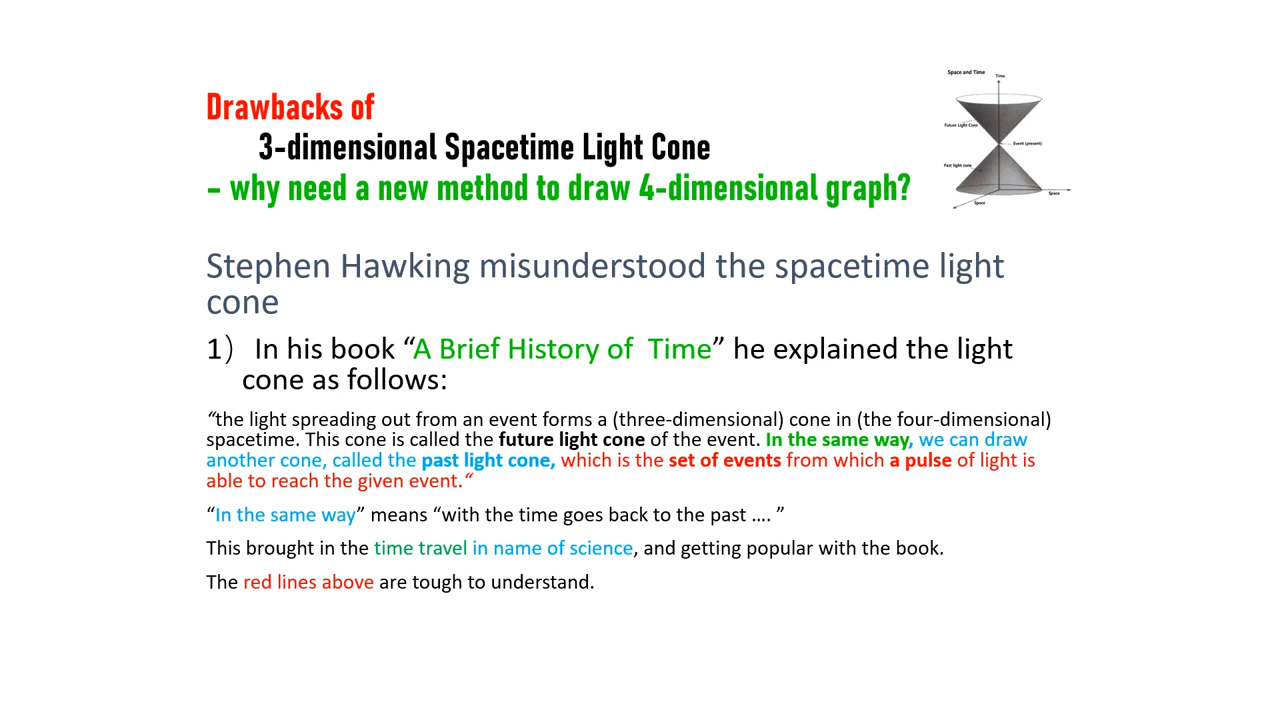 Drawbacks of
3-dimensional Spacetime Light Cone
– why need a new method to draw 4-dimensional graph?
Space and Time
Time
Future Light Cone
Event (present)
Past light cone
Space
Space
Stephen Hawking misunderstood the spacetime light
cone
1） In his book “A Brief History of Time” he explained the light
cone as follows:
“the light spreading out from an event forms a (three-dimensional) cone in (the four-dimensional)
spacetime. This cone is called the future light cone of the event. In the same way, we can draw
another cone, called the past light cone, which is the set of events from which a pulse of light is
able to reach the given event.“
“In the same way” means “with the time goes back to the past .... ”
This brought in the time travel in name of science, and getting popular with the book.
The red lines above are tough to understand.